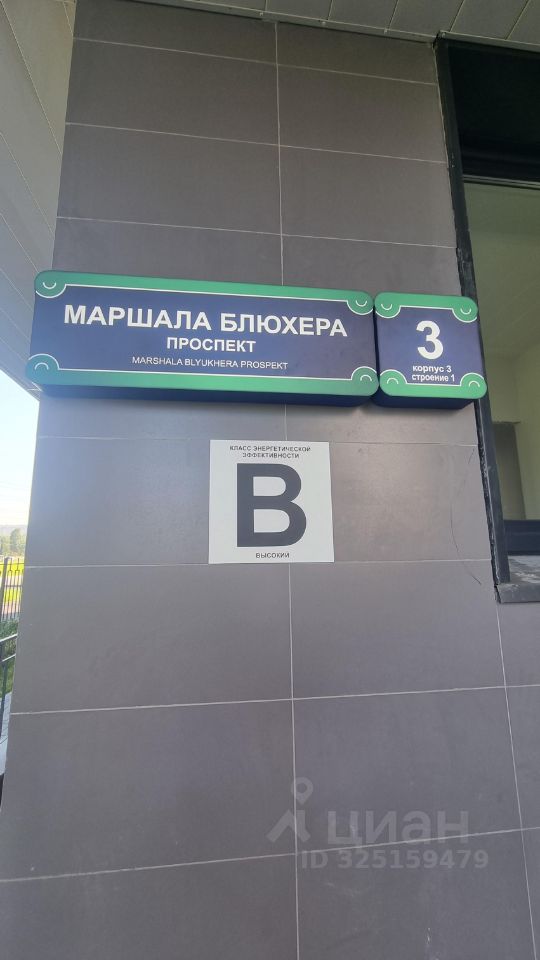 МАРШАЛА БЛЮХЕРА
ПРОСПЕКТ
MARSHALA BLYUKHERA PROSPEKT
3
корпус 3
строение 1
КЛАСС ЭНЕРГЕТИЧЕСКОЙ
ЭФФЕКТИВНОСТИ
B
ВЫСОКИЙ
циан
ID 325159479